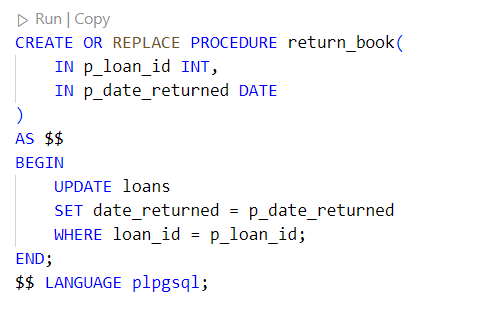 Run | Copy
CREATE OR REPLACE PROCEDURE return_book(
    IN p_loan_id INT,
    IN p_date_returned DATE
)
AS $$
BEGIN
    UPDATE loans
    SET date_returned = p_date_returned
    WHERE loan_id = p_loan_id;
END;
$$ LANGUAGE plpgsql;